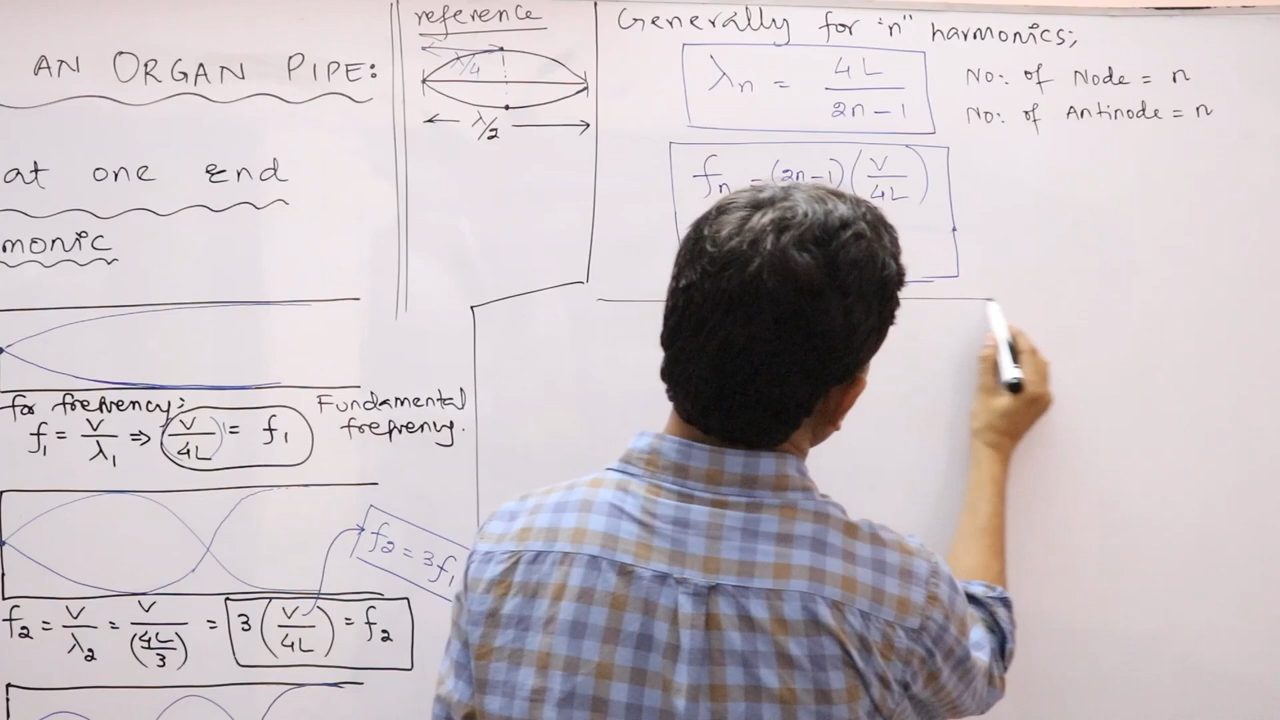 AN ORGAN PIPE:
at one End
monic
for frequency:
f₁ = V/λ₁ ⇒ V/4L = f₁
Fundamental
frequency.
f₂ = 3f₁
f₂ = V/λ₂ = V/(4L/3) = 3(V/4L) = f₂
reference
λ/4
λ/2
Generally for "n" harmonics;
λn = 4L/2n-1
No: of Node = n
No: of Antinode = n
fn = (2n-1)(V/4L)